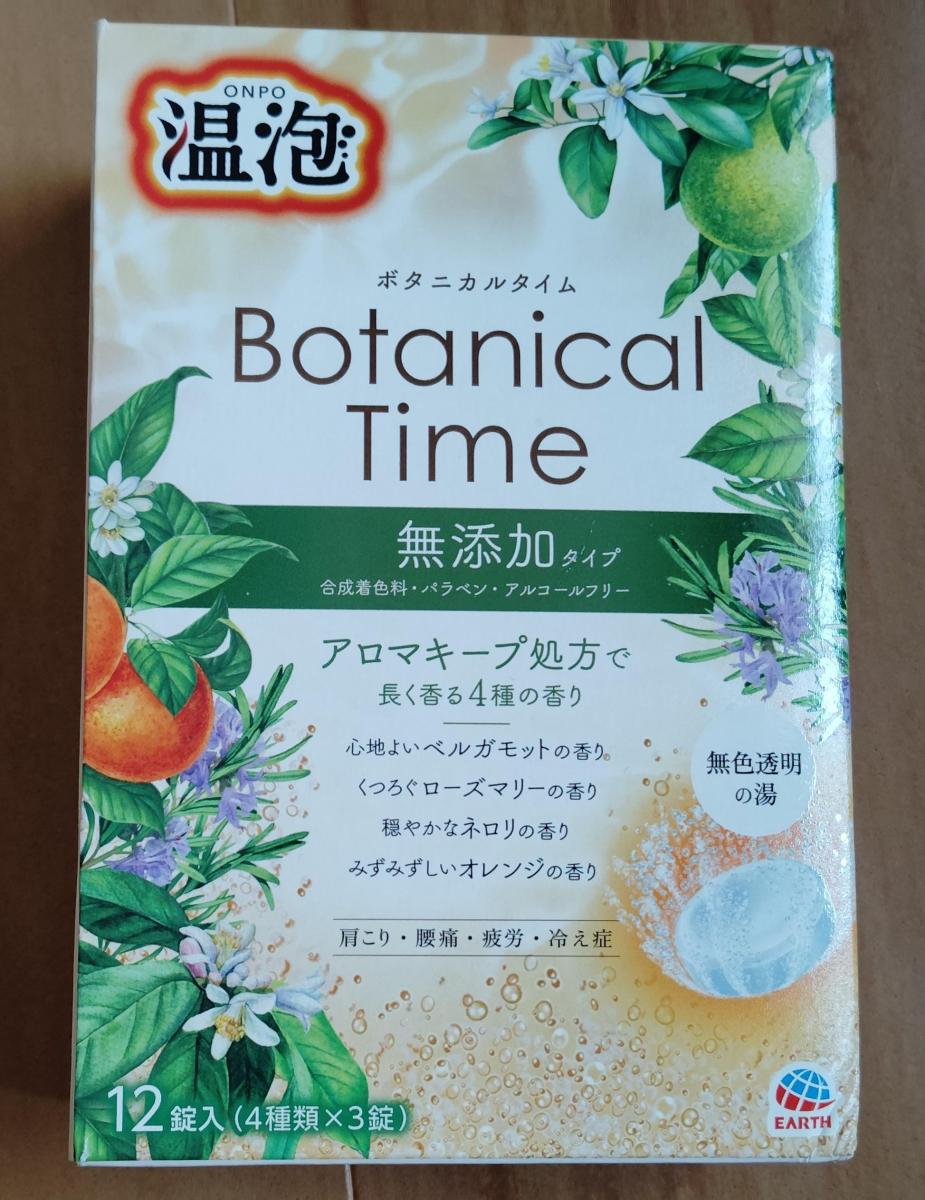 ONPO
温泡
ボタニカルタイム
Botanical
Time
無添加タイプ
合成着色料・パラベン・アルコールフリー
アロマキープ処方で
長く香る4種の香り
心地よいベルガモットの香り
くつろぐローズマリーの香り
穏やかなネロリの香り
みずみずしいオレンジの香り
無色透明
の湯
肩こり・腰痛・疲労・冷え症
12錠入(4種類×3錠)
EARTH